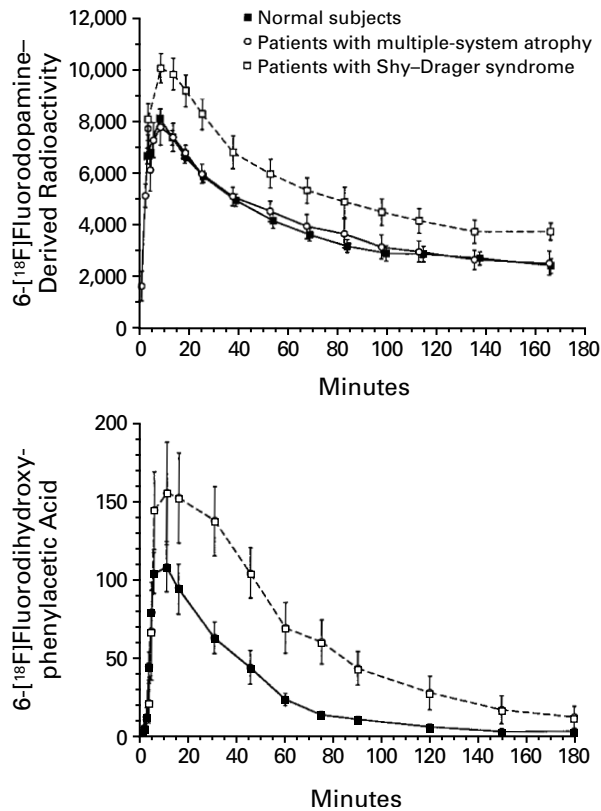 Normal subjects
Patients with multiple-system atrophy
Patients with Shy–Drager syndrome
12,000
10,000
8,000
6,000
4,000
2,000
0
6-[¹⁸F]Fluorodopamine–
Derived Radioactivity
0 20 40 60 80 100 120 140 160 180
Minutes
200
150
100
50
0
6-[¹⁸F]Fluorodihydroxy-
phenylacetic Acid
0 20 40 60 80 100 120 140 160 180
Minutes